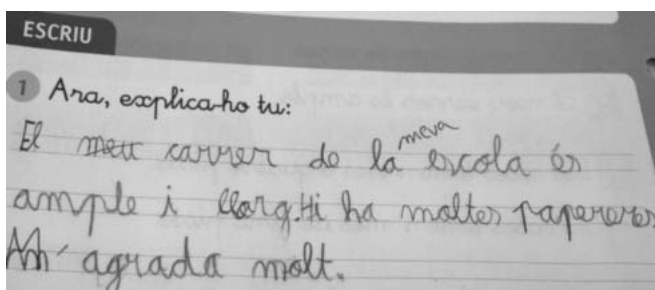 ESCRIU
1 Ara, explica-ho tu:
El meu carrer de la meva escola és
ample i llarg. Hi ha moltes papereres
M'agrada molt.